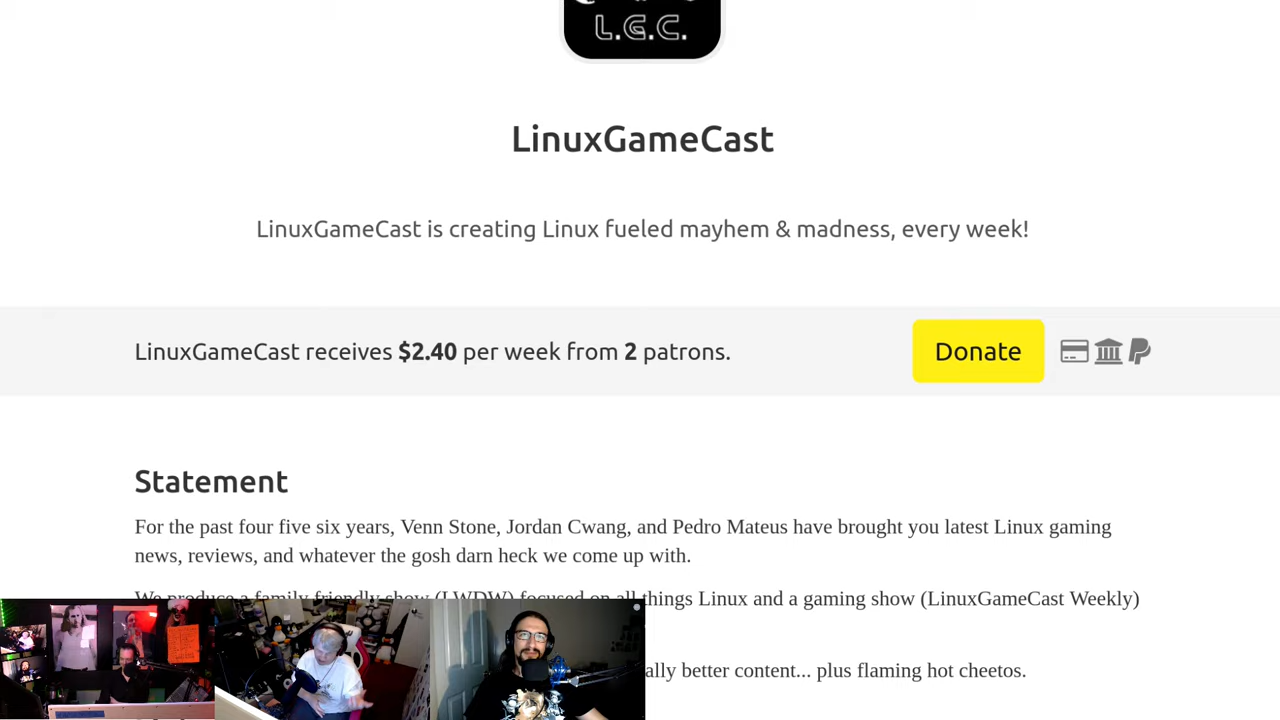 L.G.C.
LinuxGameCast
LinuxGameCast is creating Linux fueled mayhem & madness, every week!
LinuxGameCast receives $2.40 per week from 2 patrons.
Donate
Statement
For the past four five six years, Venn Stone, Jordan Cwang, and Pedro Mateus have brought you latest Linux gaming
news, reviews, and whatever the gosh darn heck we come up with.
We produce a family friendly show (LWDW) focused on all things Linux and a gaming show (LinuxGameCast Weekly)
better content... plus flaming hot cheetos.